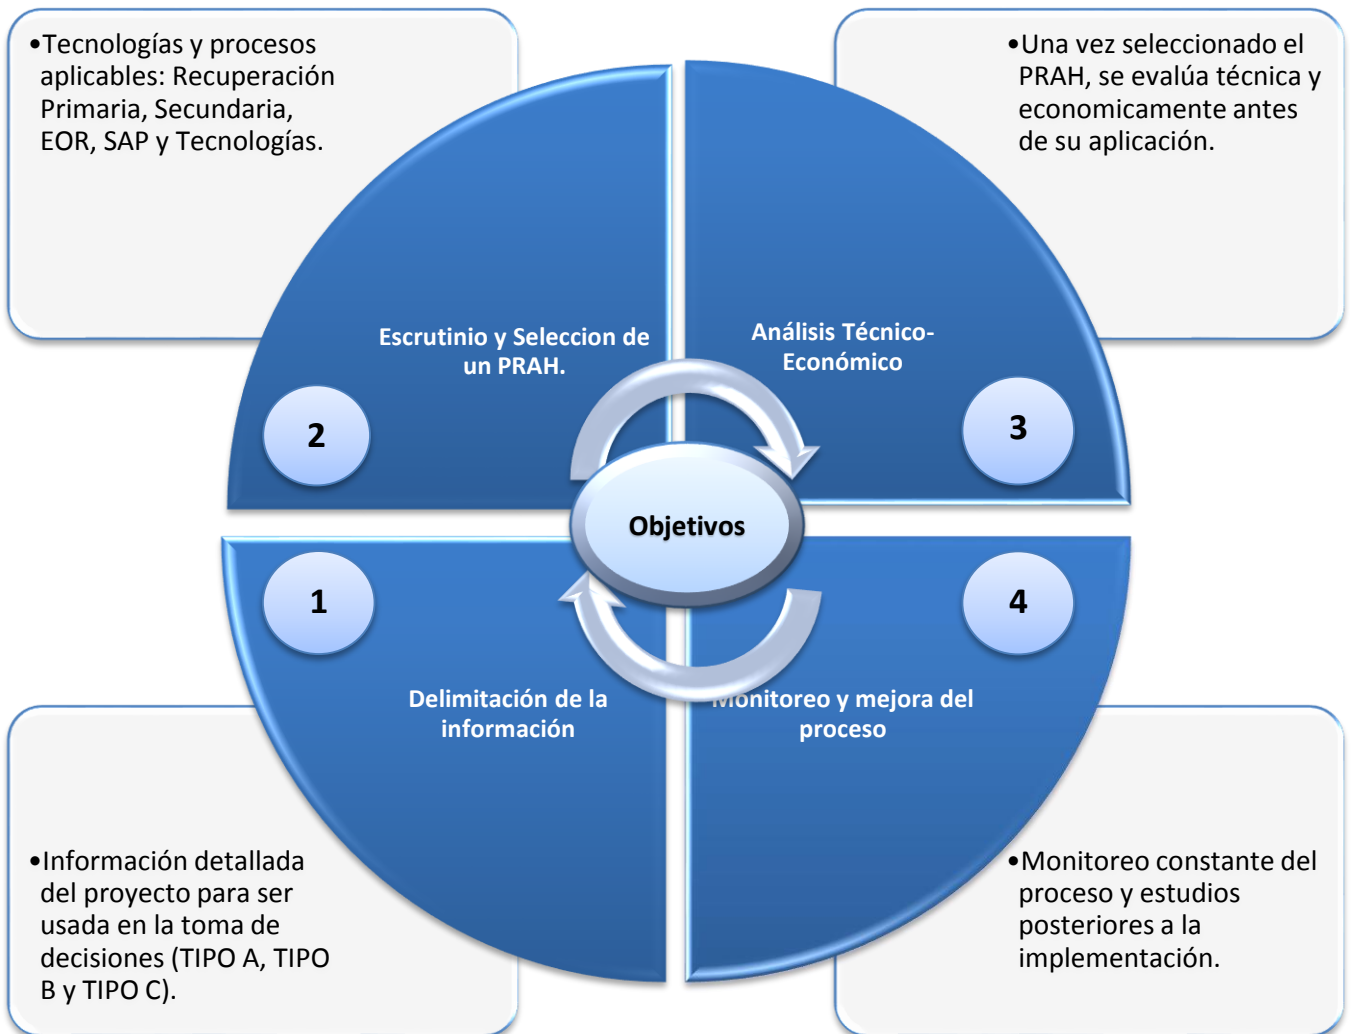 •Tecnologías y procesos
aplicables: Recuperación
Primaria, Secundaria,
EOR, SAP y Tecnologías.
•Una vez seleccionado el
PRAH, se evalúa técnica y
economicamente antes
de su aplicación.
Escrutinio y Seleccion de
un PRAH.
Análisis Técnico-
Económico
2
3
Objetivos
1
4
Delimitación de la
información
Monitoreo y mejora del
proceso
•Información detallada
del proyecto para ser
usada en la toma de
decisiones (TIPO A, TIPO
B y TIPO C).
•Monitoreo constante del
proceso y estudios
posteriores a la
implementación.